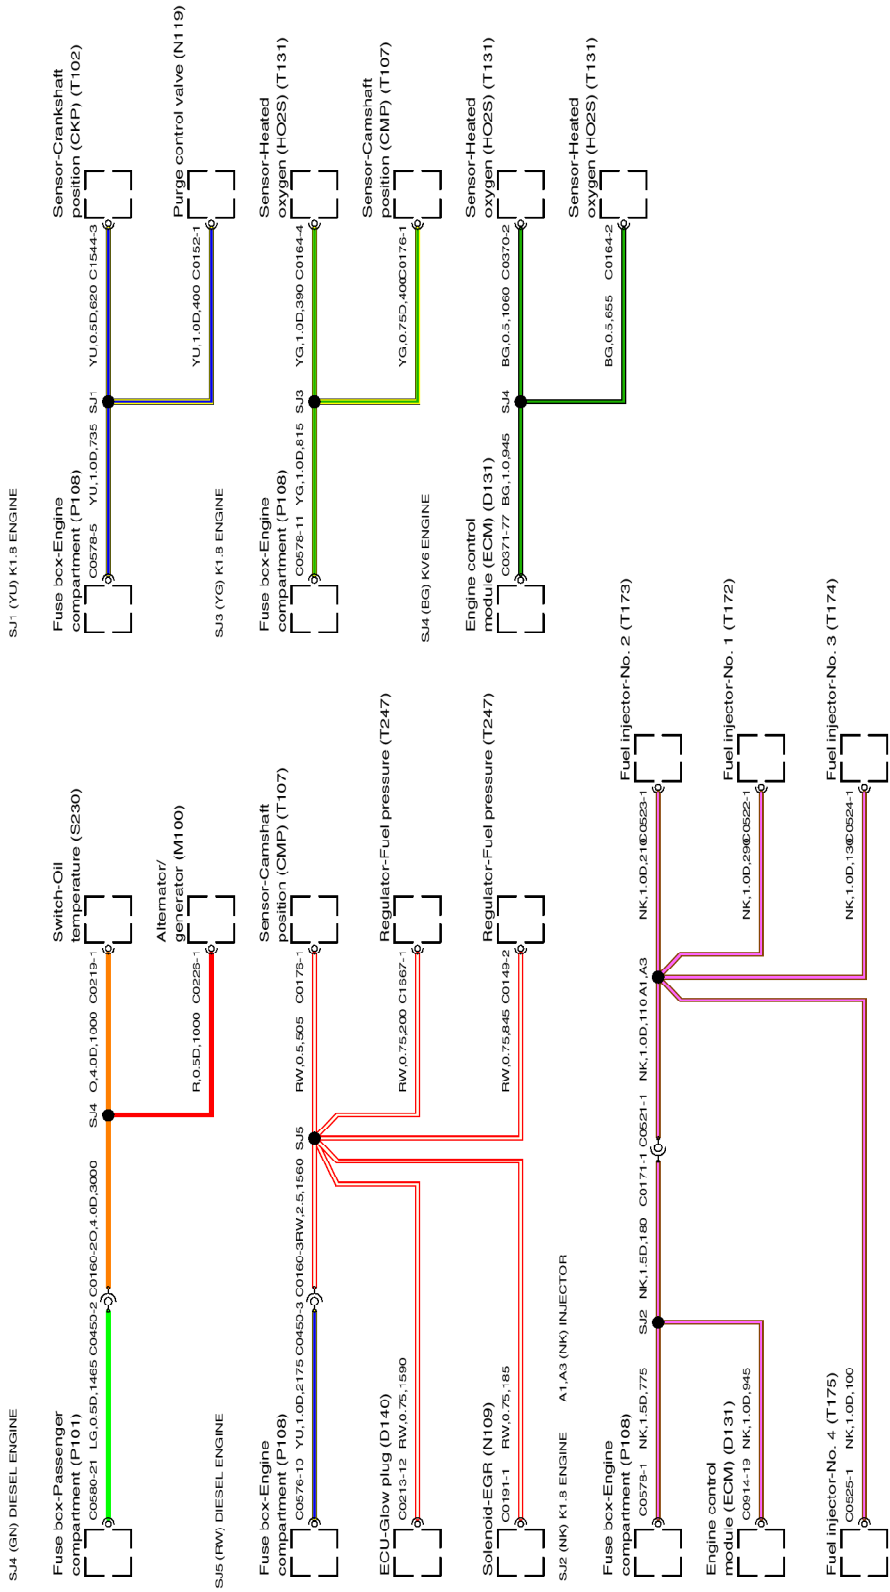 SJ4 (GN) DIESEL ENGINE
Fuse box-Passenger
compartment (P101)
C0580-21 LG,0.5D,1465 C0450-2 C0160-2O,4.0D,3000
SJ4
O,4.0D,1000 C0219-1
Switch-Oil
temperature (S230)
R,0.5D,1000 C0226-1
Alternator/
generator (M100)
SJ5 (RW) DIESEL ENGINE
Fuse box-Engine
compartment (P108)
C0576-10 YU,1.0D,2175 C0450-3 C0160-3RW,2.5,1560
SJ5
RW,0.5,505 C0175-1
Sensor-Camshaft
position (CMP) (T107)
ECU-Glow plug (D140)
C0213-12 RW,0.75,1590
RW,0.75,200 C1567-1
Regulator-Fuel pressure (T247)
Solenoid-EGR (N109)
C0191-1 RW,0.75,185
RW,0.75,845 C0149-2
Regulator-Fuel pressure (T247)
SJ2 (NK) K1.8 ENGINE A1,A3 (NK) INJECTOR
Fuse box-Engine
compartment (P108)
C0578-1 NK,1.5D,775
SJ2
NK,1.5D,180 C0171-1 C0521-1 NK,1.0D,110
A1,A3
NK,1.0D,210 C0523-1
Fuel injector-No. 2 (T173)
Engine control
module (ECM) (D131)
C0914-19 NK,1.0D,945
NK,1.0D,290 C0522-1
Fuel injector-No. 1 (T172)
Fuel injector-No. 4 (T175)
C0525-1 NK,1.0D,100
NK,1.0D,130 C0524-1
Fuel injector-No. 3 (T174)
SJ1 (YU) K1.8 ENGINE
Fuse box-Engine
compartment (P108)
C0578-5 YU,1.0D,735
SJ1
YU,0.5D,620 C1544-3
Sensor-Crankshaft
position (CKP) (T102)
YU,1.0D,400 C0152-1
Purge control valve (N119)
SJ3 (YG) K1.8 ENGINE
Fuse box-Engine
compartment (P108)
C0578-11 YG,1.0D,815
SJ3
YG,1.0D,390 C0164-4
Sensor-Heated
oxygen (HO2S) (T131)
YG,0.75D,400 C0176-1
Sensor-Camshaft
position (CMP) (T107)
SJ4 (BG) KV6 ENGINE
Engine control
module (ECM) (D131)
C0371-77 BG,1.0,945
SJ4
BG,0.5,1060 C0370-2
Sensor-Heated
oxygen (HO2S) (T131)
BG,0.5,655 C0164-2
Sensor-Heated
oxygen (HO2S) (T131)